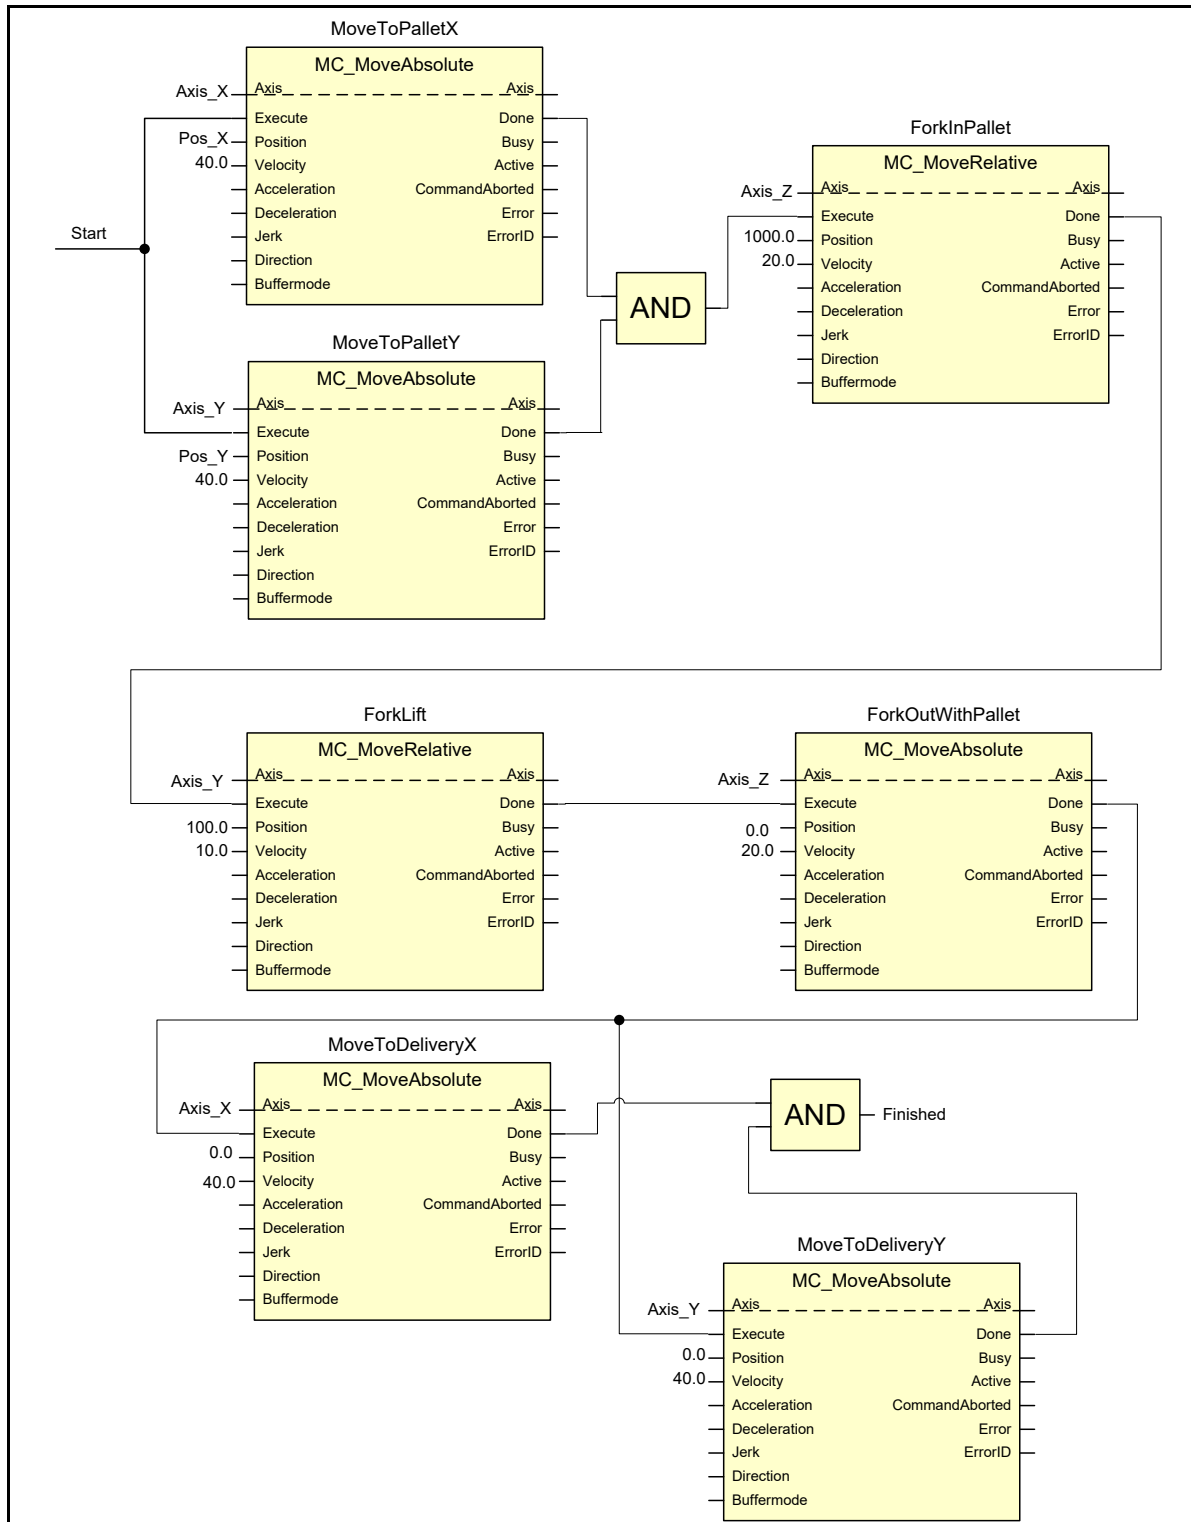 MoveToPalletX
MC_MoveAbsolute
Axis_X Axis Axis
Execute Done
Pos_X Position Busy
40.0 Velocity Active
Acceleration CommandAborted
Deceleration Error
Jerk ErrorID
Direction
Buffermode
Start
MoveToPalletY
MC_MoveAbsolute
Axis_Y Axis Axis
Execute Done
Pos_Y Position Busy
40.0 Velocity Active
Acceleration CommandAborted
Deceleration Error
Jerk ErrorID
Direction
Buffermode
AND
ForkInPallet
MC_MoveRelative
Axis_Z Axis Axis
Execute Done
1000.0 Position Busy
20.0 Velocity Active
Acceleration CommandAborted
Deceleration Error
Jerk ErrorID
Direction
Buffermode
ForkLift
MC_MoveRelative
Axis_Y Axis Axis
Execute Done
100.0 Position Busy
10.0 Velocity Active
Acceleration CommandAborted
Deceleration Error
Jerk ErrorID
Direction
Buffermode
ForkOutWithPallet
MC_MoveAbsolute
Axis_Z Axis Axis
Execute Done
0.0 Position Busy
20.0 Velocity Active
Acceleration CommandAborted
Deceleration Error
Jerk ErrorID
Direction
Buffermode
MoveToDeliveryX
MC_MoveAbsolute
Axis_X Axis Axis
Execute Done
0.0 Position Busy
40.0 Velocity Active
Acceleration CommandAborted
Deceleration Error
Jerk ErrorID
Direction
Buffermode
AND Finished
MoveToDeliveryY
MC_MoveAbsolute
Axis_Y Axis Axis
Execute Done
0.0 Position Busy
40.0 Velocity Active
Acceleration CommandAborted
Deceleration Error
Jerk ErrorID
Direction
Buffermode